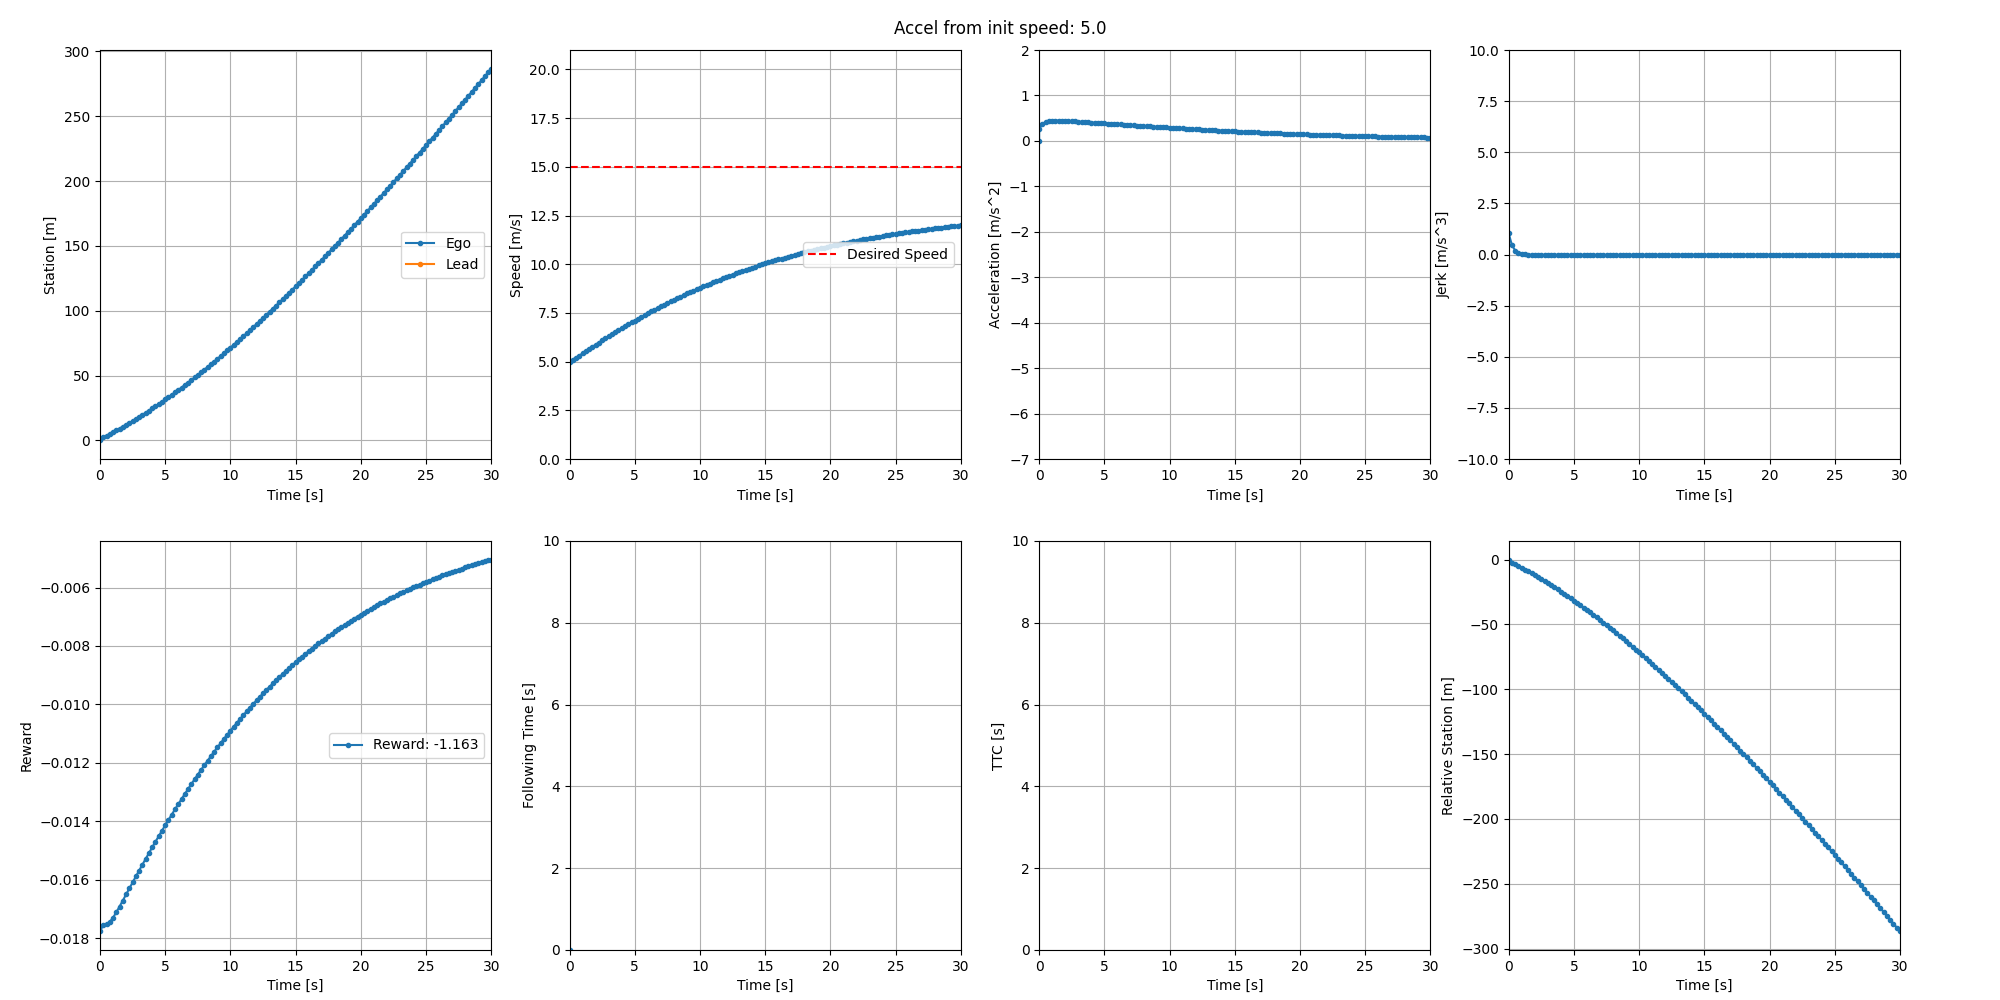 Accel from init speed: 5.0
300
250
200
150
100
50
0
Station [m]
Ego
Lead
0 5 10 15 20 25 30
Time [s]
20.0
17.5
15.0
12.5
10.0
7.5
5.0
2.5
0.0
Speed [m/s]
Desired Speed
0 5 10 15 20 25 30
Time [s]
2
1
0
−1
−2
−3
−4
−5
−6
−7
Acceleration [m/s^2]
0 5 10 15 20 25 30
Time [s]
10.0
7.5
5.0
2.5
0.0
−2.5
−5.0
−7.5
−10.0
Jerk [m/s^3]
0 5 10 15 20 25 30
Time [s]
−0.006
−0.008
−0.010
−0.012
−0.014
−0.016
−0.018
Reward
Reward: -1.163
0 5 10 15 20 25 30
Time [s]
10
8
6
4
2
0
Following Time [s]
0 5 10 15 20 25 30
Time [s]
10
8
6
4
2
0
TTC [s]
0 5 10 15 20 25 30
Time [s]
0
−50
−100
−150
−200
−250
−300
Relative Station [m]
0 5 10 15 20 25 30
Time [s]